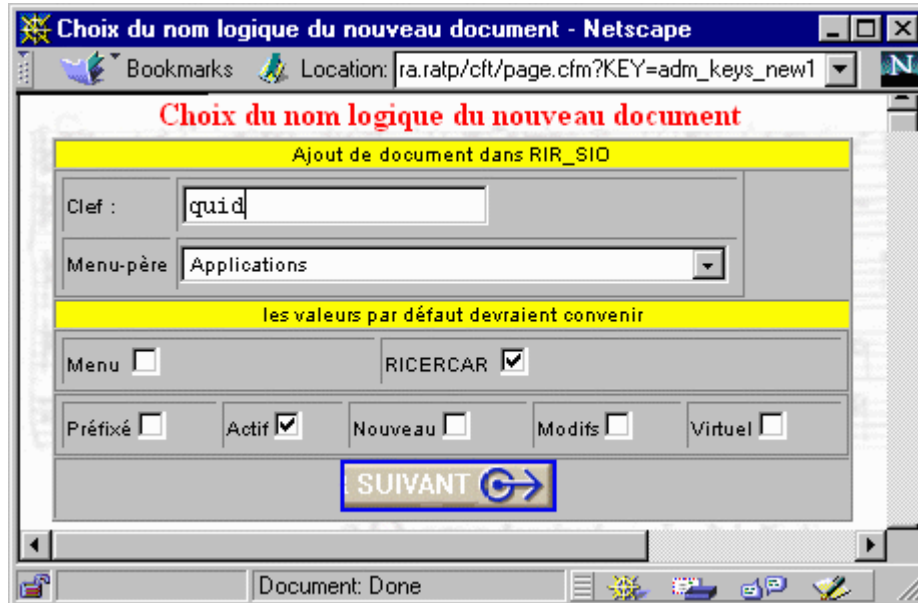 Choix du nom logique du nouveau document - Netscape
Bookmarks Location: ra.ratp/cft/page.cfm?KEY=adm_keys_new1 N
Choix du nom logique du nouveau document
Ajout de document dans RIR_SIO
Clef : quid
Menu-père Applications
les valeurs par défaut devraient convenir
Menu RICERCAR
Préfixé Actif Nouveau Modifs Virtuel
SUIVANT
Document: Done